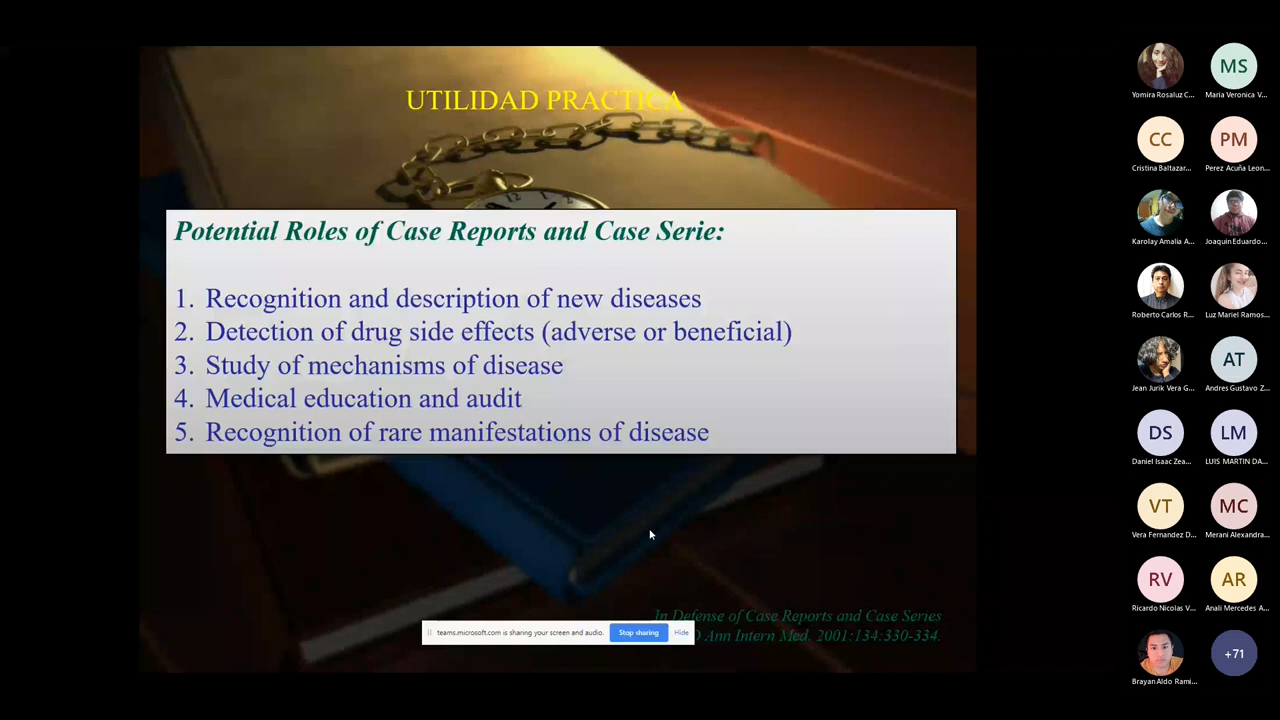 UTILIDAD PRACTICA
Potential Roles of Case Reports and Case Serie:
1. Recognition and description of new diseases
2. Detection of drug side effects (adverse or beneficial)
3. Study of mechanisms of disease
4. Medical education and audit
5. Recognition of rare manifestations of disease
In Defense of Case Reports and Case Series
Ann Intern Med. 2001;134:330-334.
teams.microsoft.com is sharing your screen and audio. Stop sharing Hide
12
MS
Yomira Rosaluz C... Maria Veronica V...
CC PM
Cristina Baltazar... Perez Acuña Leon...
Karolay Amalia A... Joaquin Eduardo...
Roberto Carlos R... Luz Mariel Ramos...
AT
Jean Jurik Vera G... Andres Gustavo Z...
DS LM
Daniel Isaac Zea... LUIS MARTIN DA...
VT MC
Vera Fernandez D... Merani Alexandra...
RV AR
Ricardo Nicolas V... Anali Mercedes A...
+71
Brayan Aldo Rami...